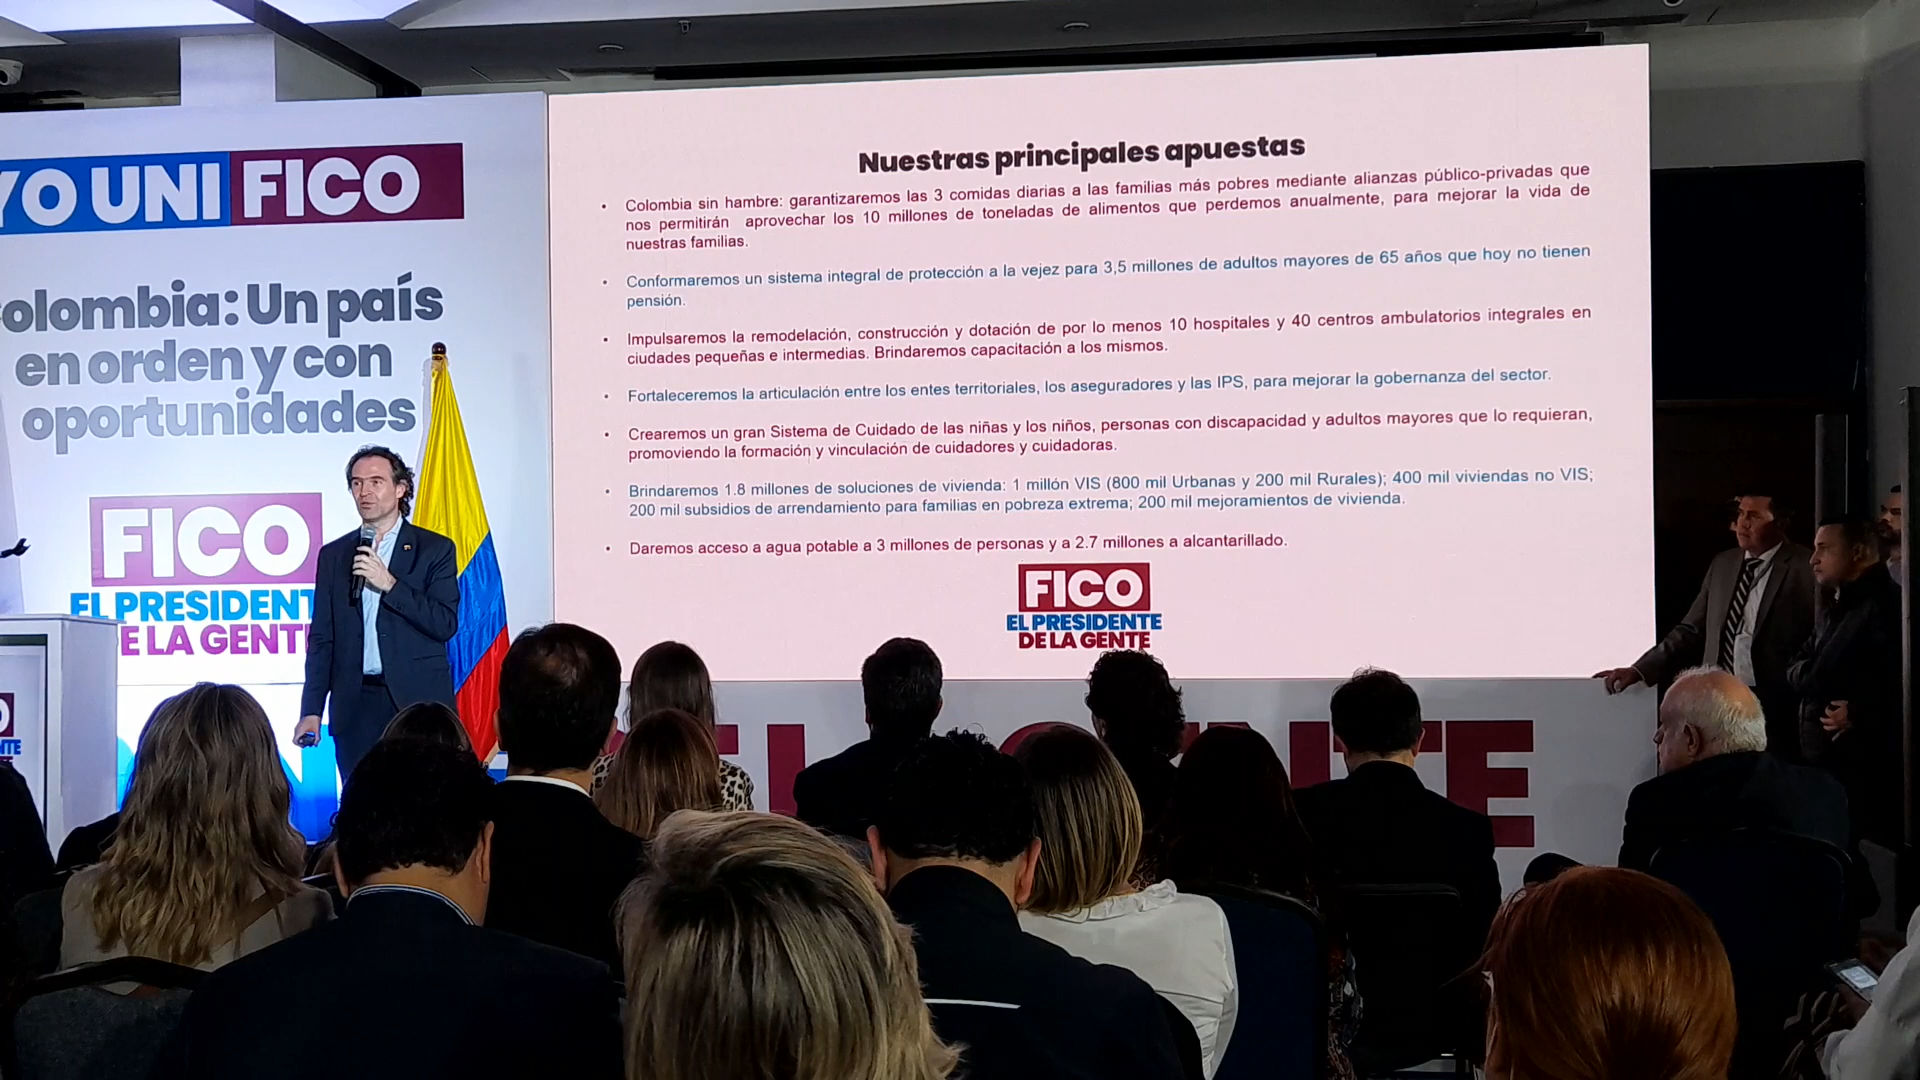 YO UNI FICO
olombia: Un país
en orden y con
oportunidades
FICO
EL PRESIDENT
E LA GENT
Nuestras principales apuestas
• Colombia sin hambre: garantizaremos las 3 comidas diarias a las familias más pobres mediante alianzas público-privadas que
nos permitirán aprovechar los 10 millones de toneladas de alimentos que perdemos anualmente, para mejorar la vida de
nuestras familias.
• Conformaremos un sistema integral de protección a la vejez para 3,5 millones de adultos mayores de 65 años que hoy no tienen
pensión.
• Impulsaremos la remodelación, construcción y dotación de por lo menos 10 hospitales y 40 centros ambulatorios integrales en
ciudades pequeñas e intermedias. Brindaremos capacitación a los mismos.
• Fortaleceremos la articulación entre los entes territoriales, los aseguradores y las IPS, para mejorar la gobernanza del sector.
• Crearemos un gran Sistema de Cuidado de las niñas y los niños, personas con discapacidad y adultos mayores que lo requieran,
promoviendo la formación y vinculación de cuidadores y cuidadoras.
• Brindaremos 1.8 millones de soluciones de vivienda: 1 millón VIS (800 mil Urbanas y 200 mil Rurales); 400 mil viviendas no VIS;
200 mil subsidios de arrendamiento para familias en pobreza extrema; 200 mil mejoramientos de vivienda.
• Daremos acceso a agua potable a 3 millones de personas y a 2.7 millones a alcantarillado.
FICO
EL PRESIDENTE
DE LA GENTE